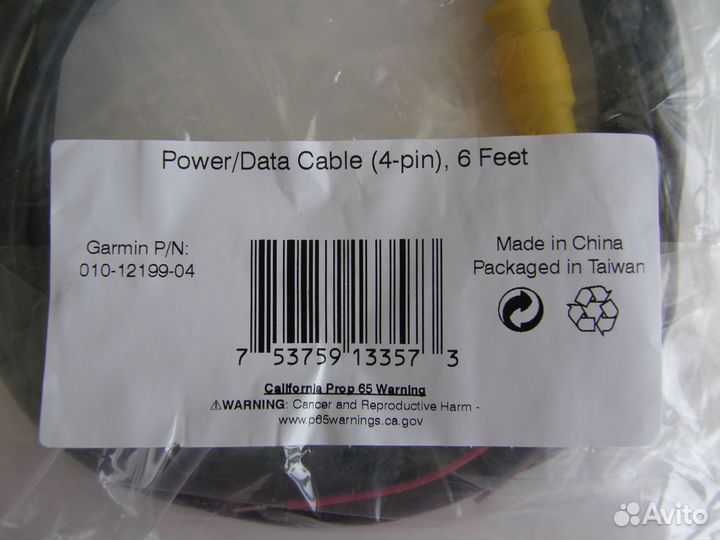 Power/Data Cable (4-pin), 6 Feet
Garmin P/N:
010-12199-04
Made in China
Packaged in Taiwan
7 53759 13357 3
California Prop 65 Warning
⚠WARNING: Cancer and Reproductive Harm -
www.p65warnings.ca.gov
Avito